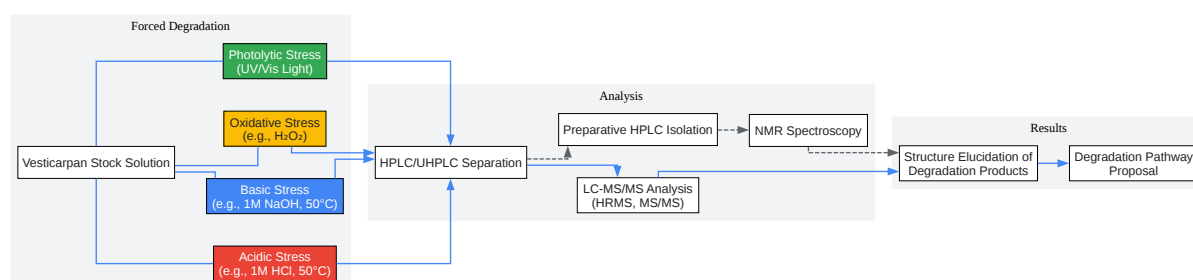 Forced Degradation
Photolytic Stress
(UV/Vis Light)
Oxidative Stress
(e.g., H₂O₂)
Vesticarpan Stock Solution
Basic Stress
(e.g., 1M NaOH, 50°C)
Acidic Stress
(e.g., 1M HCl, 50°C)
Analysis
HPLC/UHPLC Separation
Preparative HPLC Isolation
NMR Spectroscopy
LC-MS/MS Analysis
(HRMS, MS/MS)
Results
Structure Elucidation of
Degradation Products
Degradation Pathway
Proposal